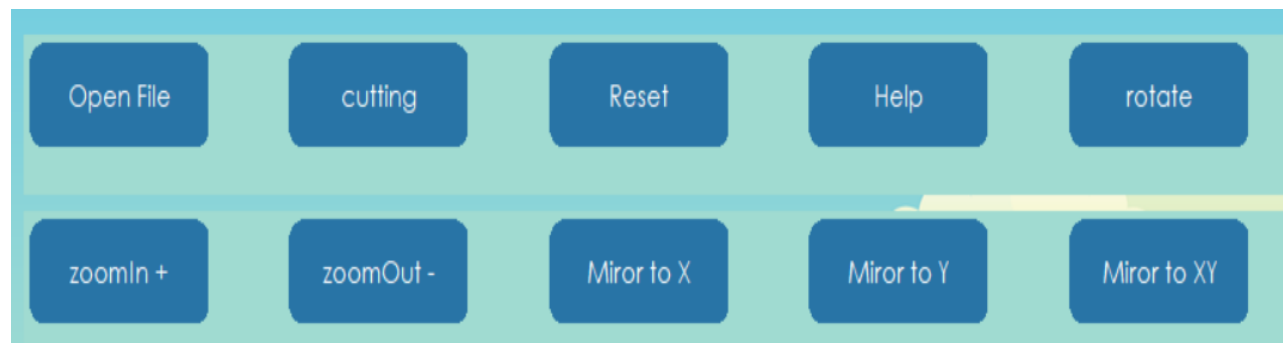 Open File cutting Reset Help rotate
zoomIn + zoomOut - Miror to X Miror to Y Miror to XY